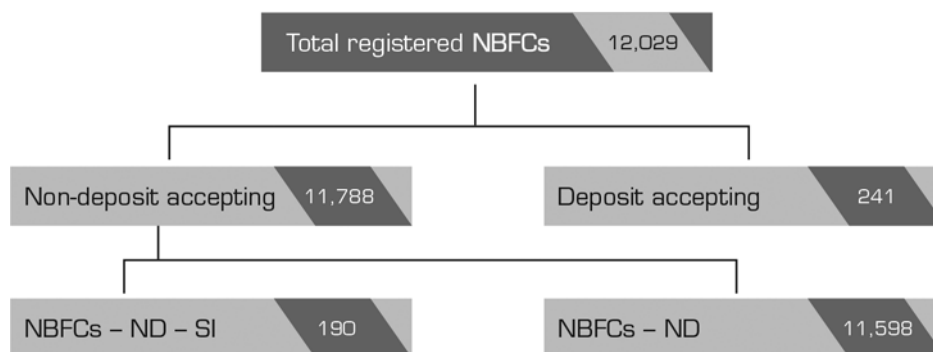 Total registered NBFCs 12,029
Non-deposit accepting 11,788
Deposit accepting 241
NBFCs – ND – SI 190
NBFCs – ND 11,598